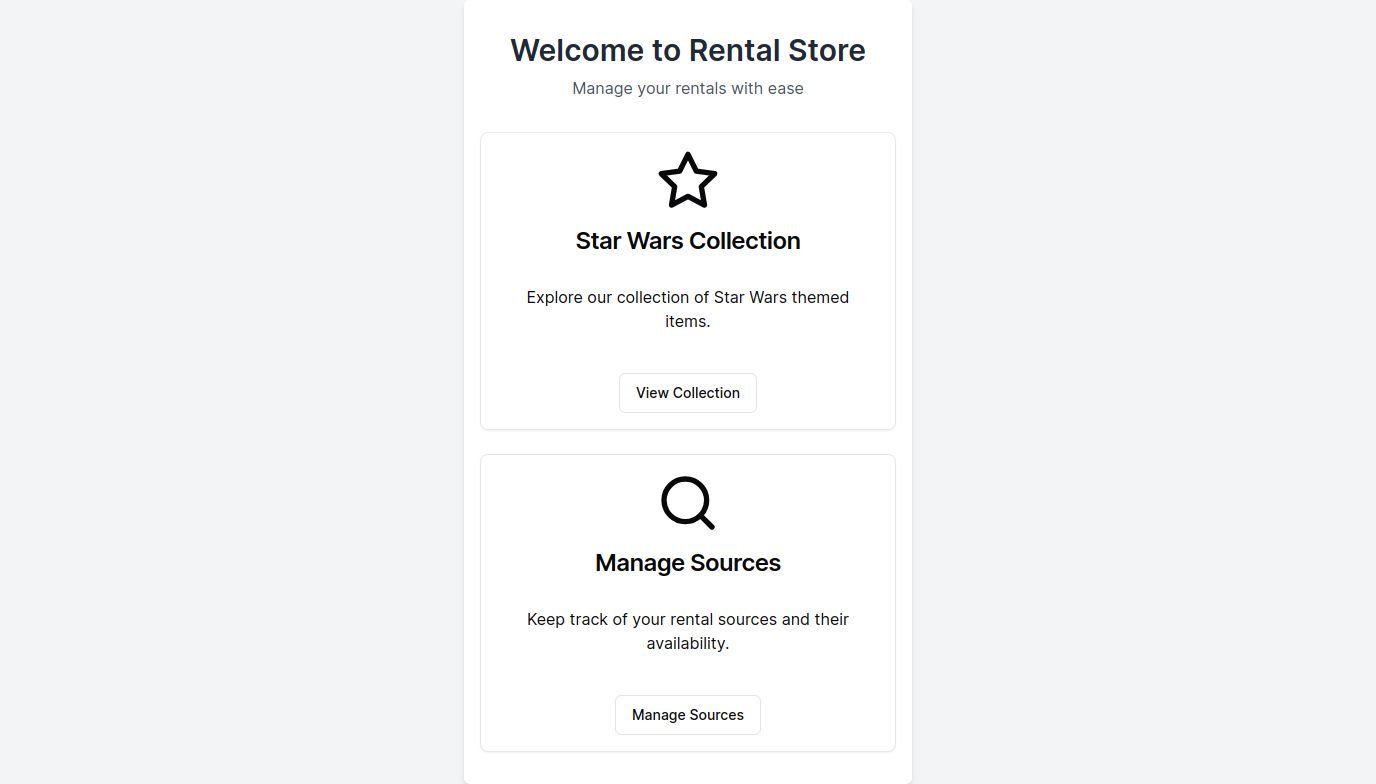 Welcome to Rental Store
Manage your rentals with ease
Star Wars Collection
Explore our collection of Star Wars themed
items.
View Collection
Manage Sources
Keep track of your rental sources and their
availability.
Manage Sources